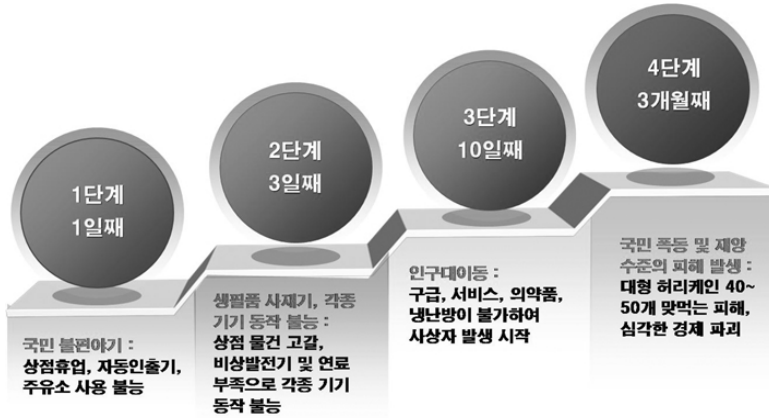 1단계
1일째
국민 불편야기 :
상점휴업, 자동인출기,
주유소 사용 불능
2단계
3일째
생필품 사재기, 각종
기기 동작 불능 :
상점 물건 고갈,
비상발전기 및 연료
부족으로 각종 기기
동작 불능
3단계
10일째
인구대이동 :
구급, 서비스, 의약품,
냉난방이 불가하여
사상자 발생 시작
4단계
3개월째
국민 폭동 및 재앙
수준의 피해 발생 :
대형 허리케인 40~
50개 맞먹는 피해,
심각한 경제 파괴